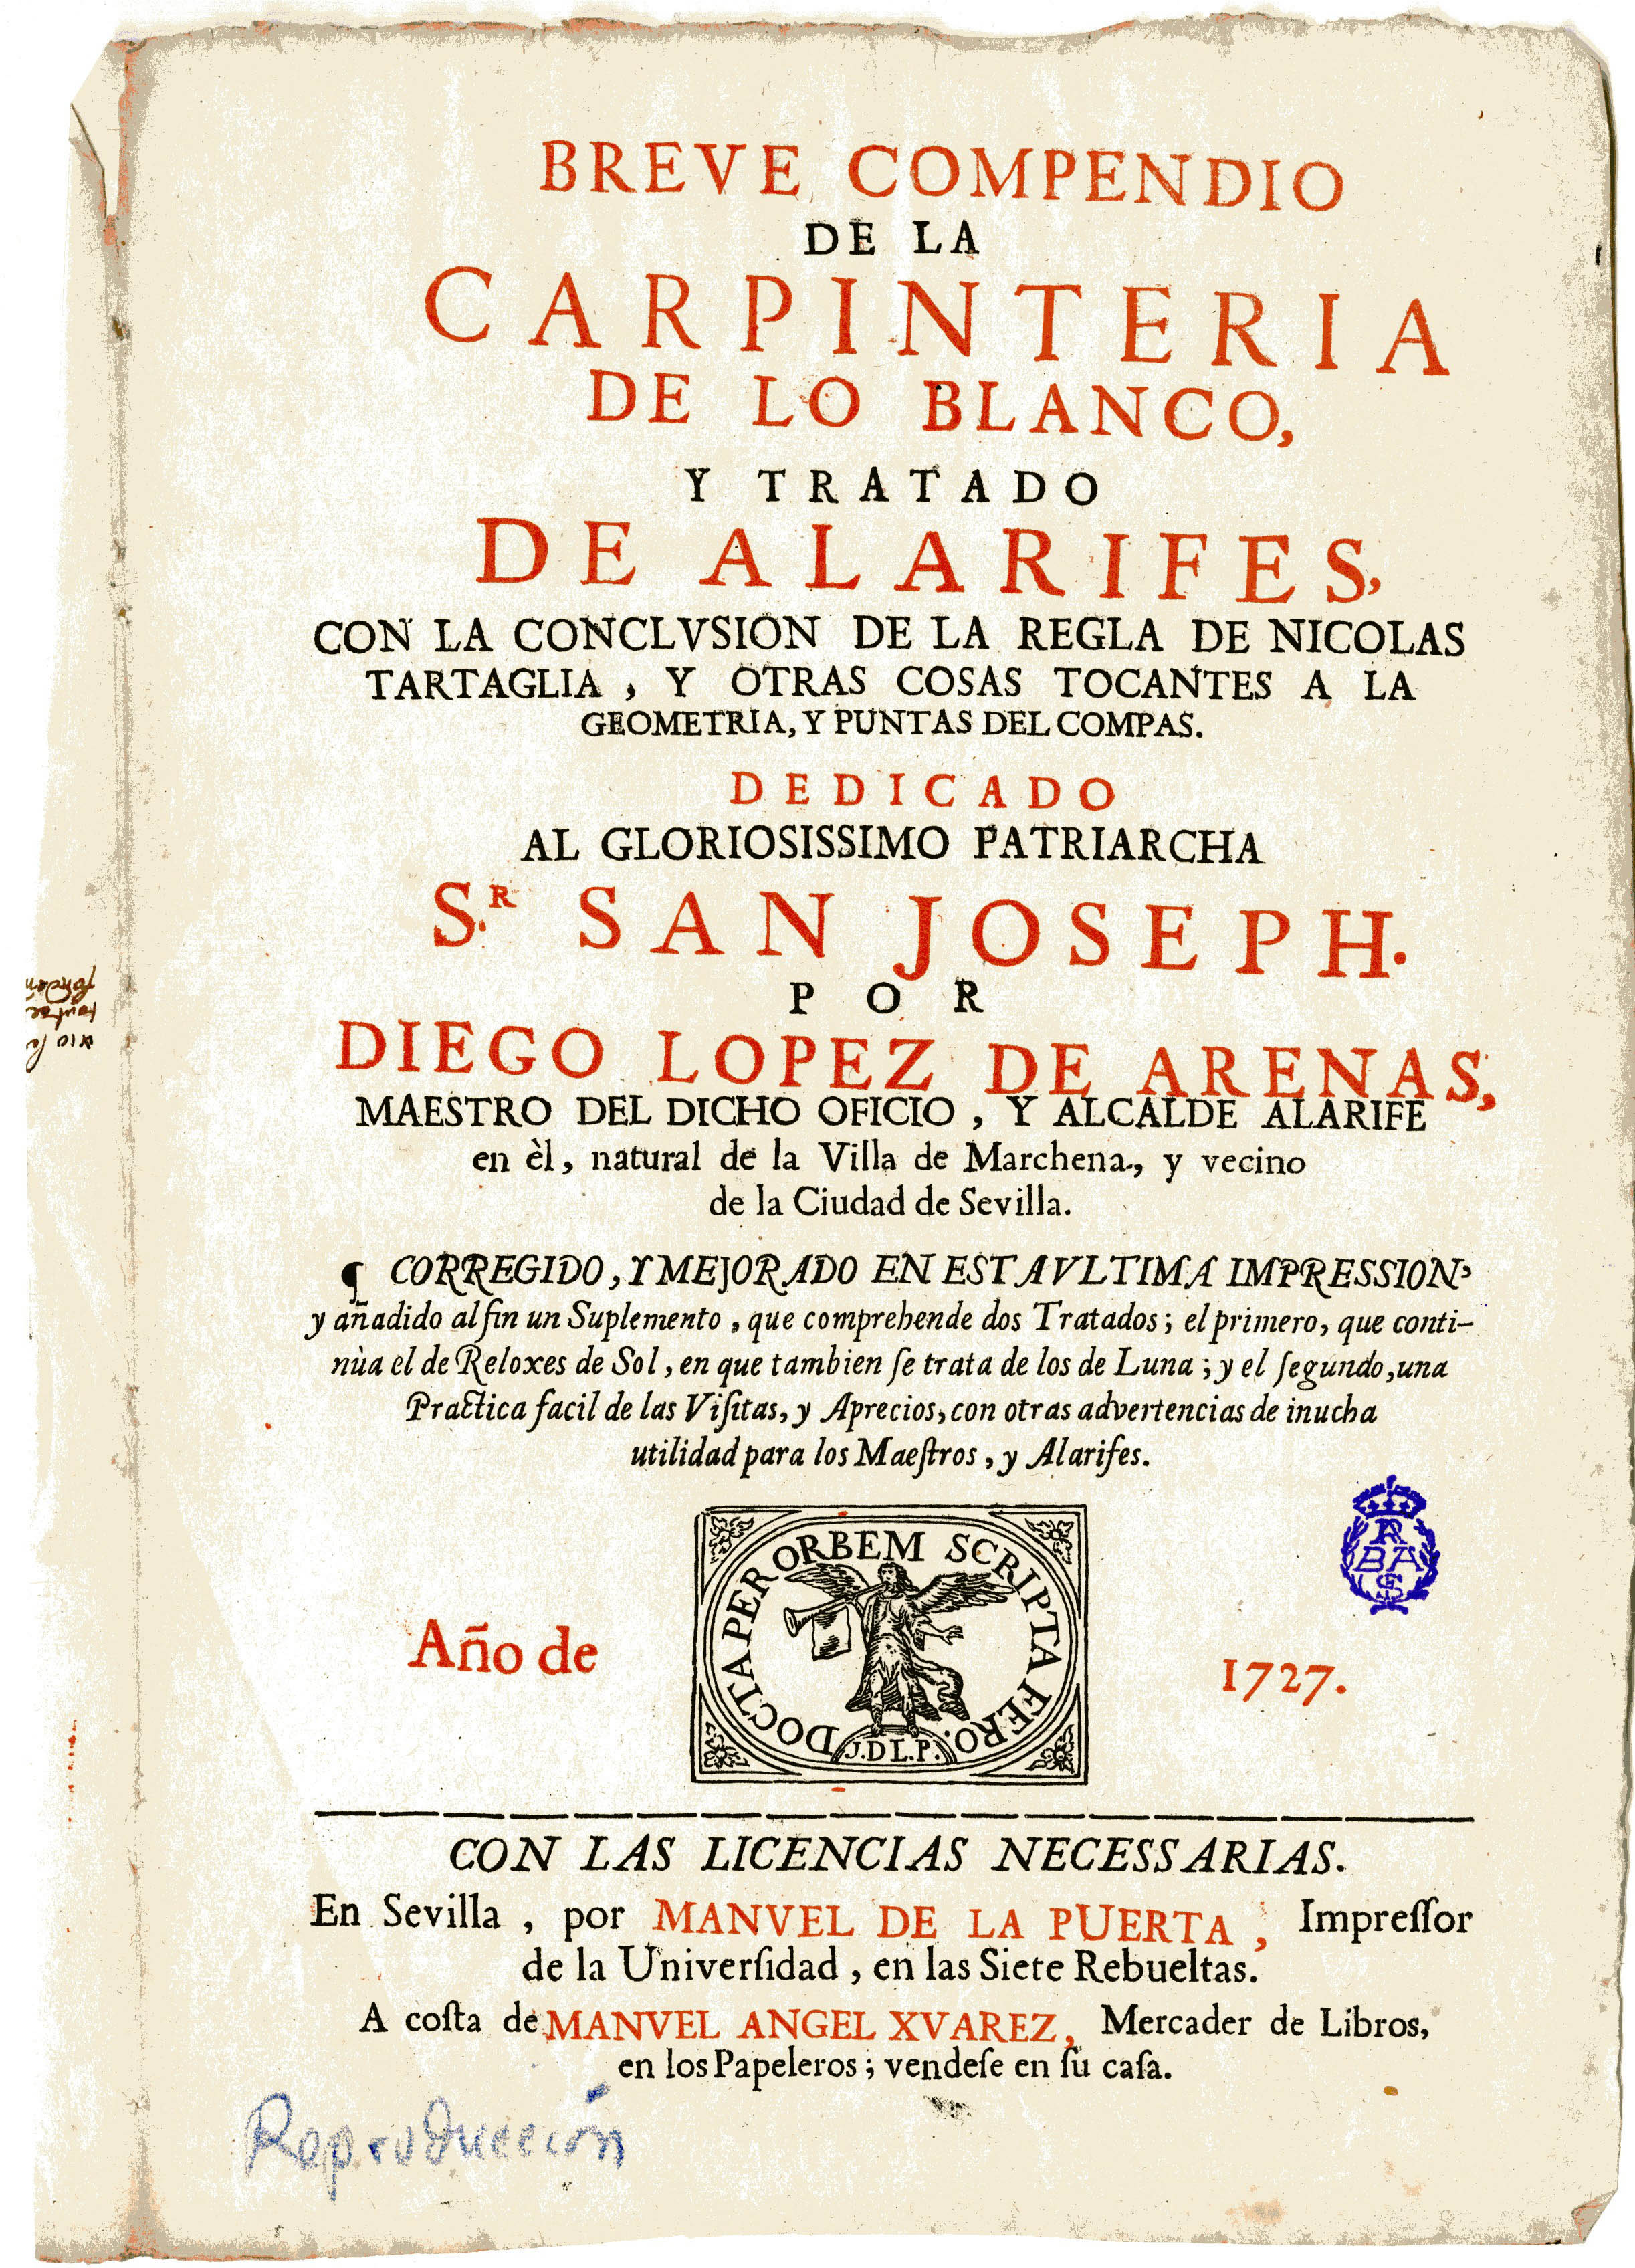 BREVE COMPENDIO
DE LA
CARPINTERIA
DE LO BLANCO,
Y TRATADO
DE ALARIFES,
CON LA CONCLVSION DE LA REGLA DE NICOLAS
TARTAGLIA, Y OTRAS COSAS TOCANTES A LA
GEOMETRIA, Y PUNTAS DEL COMPAS.
DEDICADO
AL GLORIOSISSIMO PATRIARCHA
S.R SAN JOSEPH.
POR
DIEGO LOPEZ DE ARENAS,
MAESTRO DEL DICHO OFICIO, Y ALCALDE ALARIFE
en èl, natural de la Villa de Marchena, y vecino
de la Ciudad de Sevilla.
¶ CORREGIDO, Y MEJORADO EN ESTA VLTIMA IMPRESSION,
y añadido al fin un Suplemento, que comprehende dos Tratados; el primero, que conti-
nùa el de Reloxes de Sol, en que tambien ſe trata de los de Luna; y el ſegundo, una
Practica facil de las Viſitas, y Aprecios, con otras advertencias de inucha
utilidad para los Maeſtros, y Alarifes.
DOCTA PER ORBEM SCRIPTA FERO.
J.D L.P.
R A
BA
S F
Año de 1727.
CON LAS LICENCIAS NECESSARIAS.
En Sevilla, por MANVEL DE LA PUERTA, Impreſſor
de la Univerſidad, en las Siete Rebueltas.
A coſta de MANVEL ANGEL XVAREZ, Mercader de Libros,
en los Papeleros; vendeſe en ſu caſa.
Reproducción